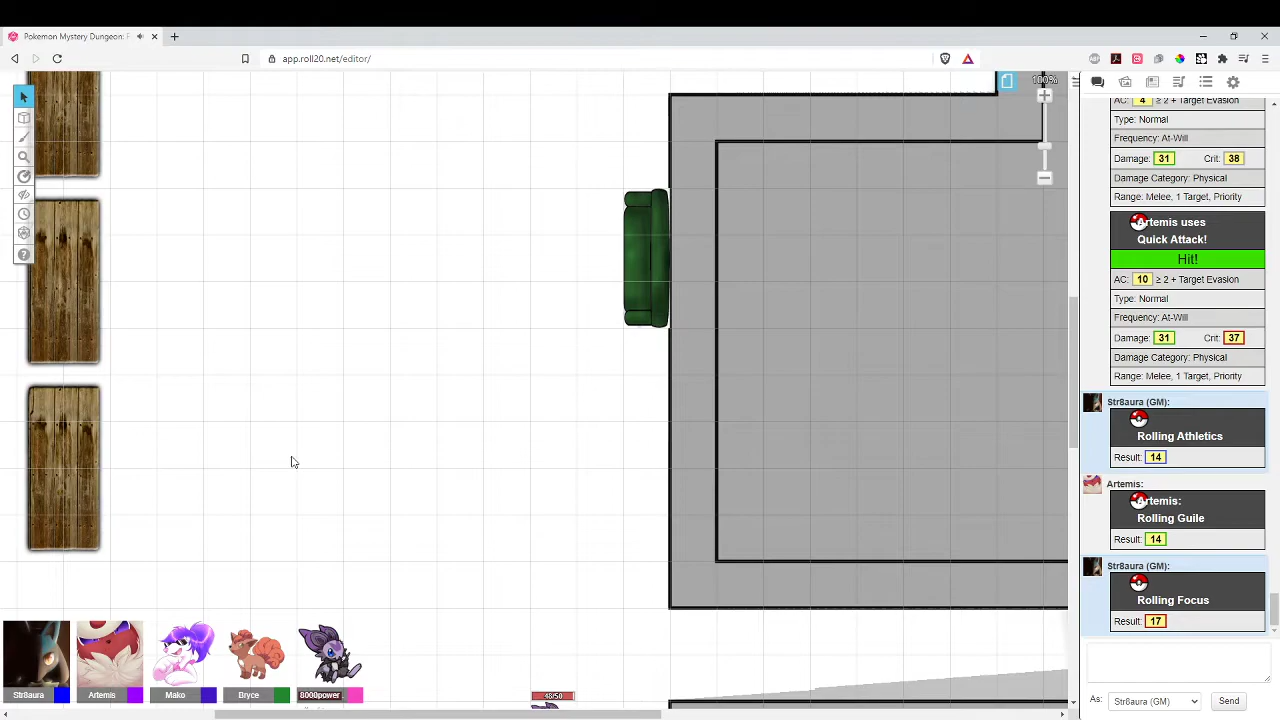 Pokemon Mystery Dungeon: F
app.roll20.net/editor/
100%
AC: 4 ≥ 2 + Target Evasion
Type: Normal
Frequency: At-Will
Damage: 31 Crit: 38
Damage Category: Physical
Range: Melee, 1 Target, Priority
Artemis uses
Quick Attack!
Hit!
AC: 10 ≥ 2 + Target Evasion
Type: Normal
Frequency: At-Will
Damage: 31 Crit: 37
Damage Category: Physical
Range: Melee, 1 Target, Priority
Str8aura (GM):
Rolling Athletics
Result: 14
Artemis:
Artemis:
Rolling Guile
Result: 14
Str8aura (GM):
Rolling Focus
Result: 17
Str8aura
Artemis
Mako
Bryce
8000power
48/50
As: Str8aura (GM) Send